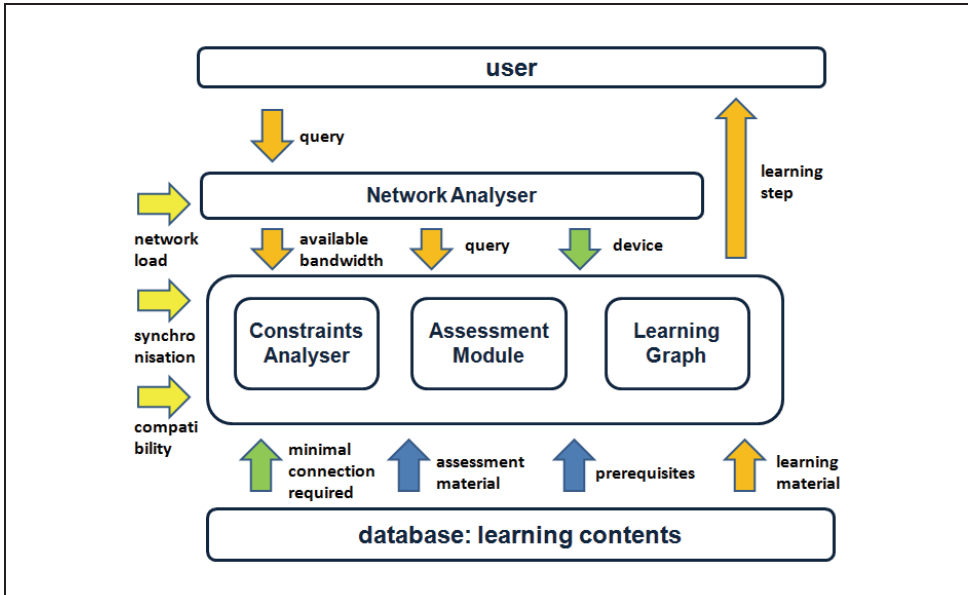 user
query
learning
step
Network Analyser
network
load
available
bandwidth
query
device
synchro
nisation
Constraints
Analyser
Assessment
Module
Learning
Graph
compati
bility
minimal
connection
required
assessment
material
prerequisites
learning
material
database: learning contents